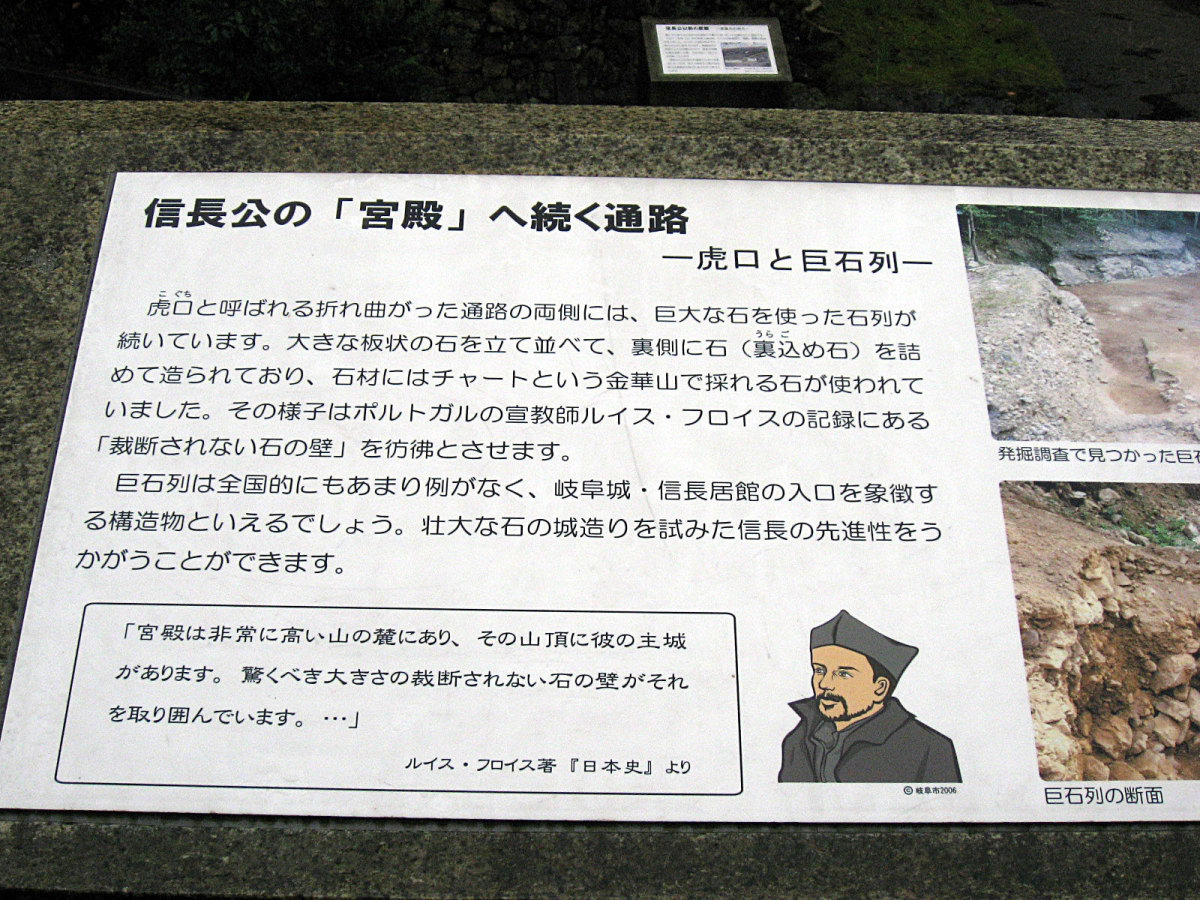 信長公の「宮殿」へ続く通路
―虎口と巨石列―
こ ぐち
虎口と呼ばれる折れ曲がった通路の両側には、巨大な石を使った石列が
続いています。大きな板状の石を立て並べて、裏側に石（裏込め石）を詰
うら ご
めて造られており、石材にはチャートという金華山で採れる石が使われて
いました。その様子はポルトガルの宣教師ルイス・フロイスの記録にある
「裁断されない石の壁」を彷彿とさせます。
巨石列は全国的にもあまり例がなく、岐阜城・信長居館の入口を象徴す
る構造物といえるでしょう。壮大な石の城造りを試みた信長の先進性をう
かがうことができます。
「宮殿は非常に高い山の麓にあり、その山頂に彼の主城
があります。驚くべき大きさの裁断されない石の壁がそれ
を取り囲んでいます。…」
ルイス・フロイス著『日本史』より
©岐阜市2006
発掘調査で見つかった巨石
巨石列の断面